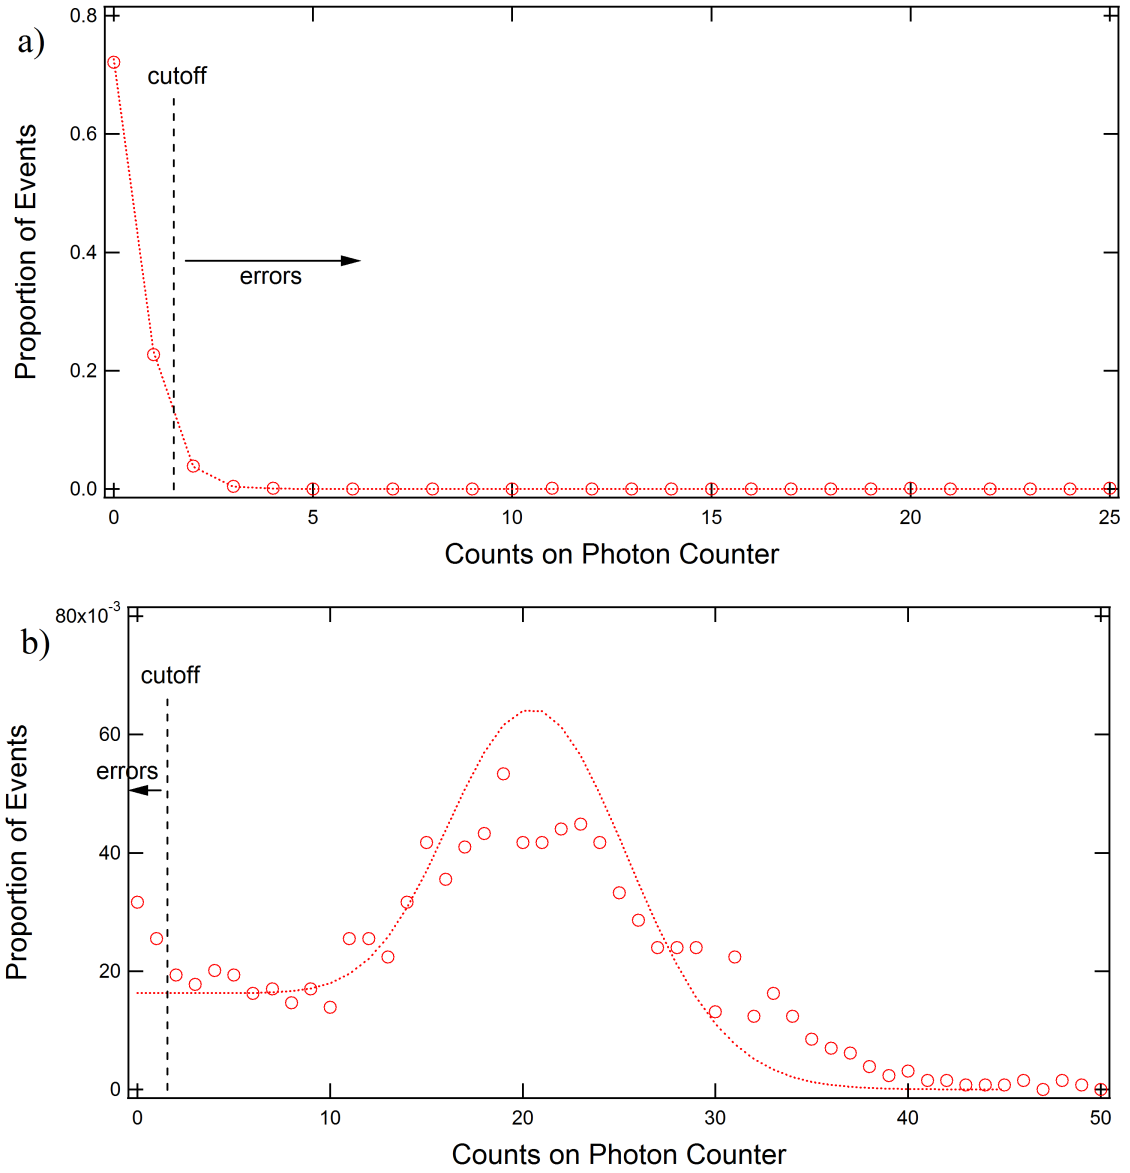 a)
0.8
0.6
0.4
0.2
0.0
Proportion of Events
cutoff
errors
0 5 10 15 20 25
Counts on Photon Counter
b)
80x10-3
60
40
20
0
Proportion of Events
cutoff
errors
0 10 20 30 40 50
Counts on Photon Counter